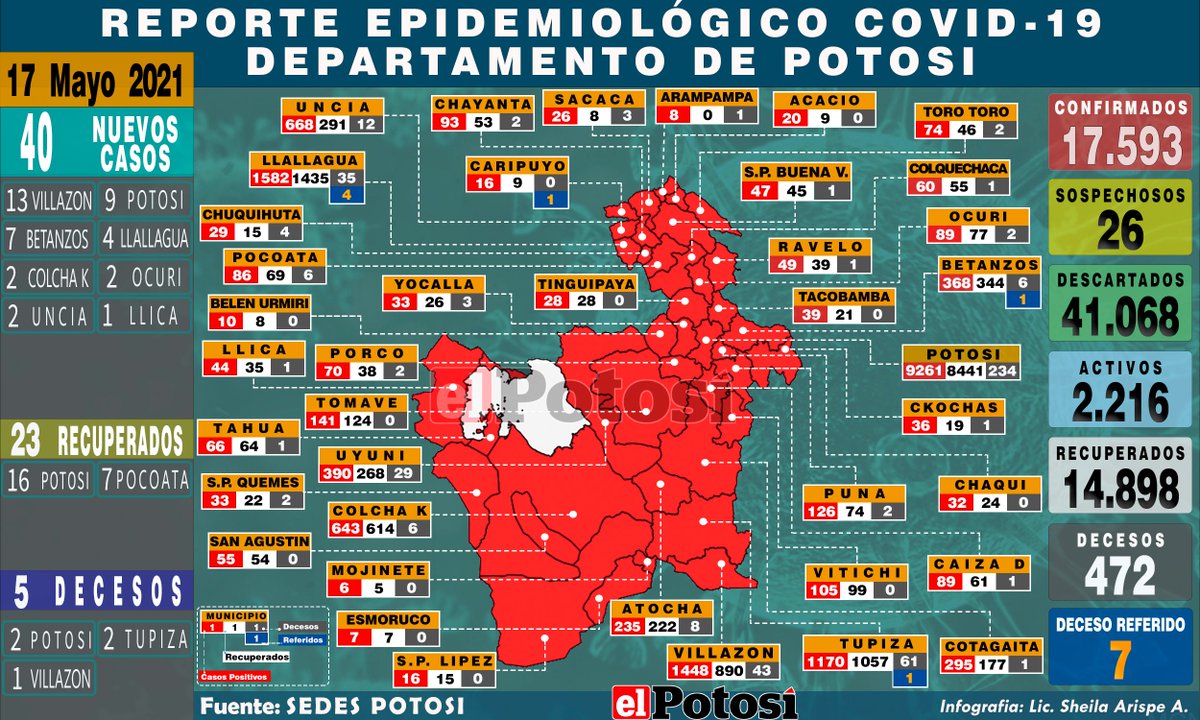 REPORTE EPIDEMIOLÓGICO COVID-19
DEPARTAMENTO DE POTOSI
17 Mayo 2021
40 NUEVOS CASOS
13 VILLAZON 9 POTOSI
7 BETANZOS 4 LLALLAGUA
2 COLCHA K 2 OCURI
2 UNCIA 1 LLICA
23 RECUPERADOS
16 POTOSI 7 POCOATA
5 DECESOS
2 POTOSI 2 TUPIZA
1 VILLAZON
UNCIA
668 291 12
CHAYANTA
93 53 2
SACACA
26 8 3
ARAMPAMPA
8 0 1
ACACIO
20 9 0
TORO TORO
74 46 2
LLALLAGUA
1582 1435 35
4
CARIPUYO
16 9 0
1
S.P. BUENA V.
47 45 1
COLQUECHACA
60 55 1
CHUQUIHUTA
29 15 4
OCURI
89 77 2
POCOATA
86 69 6
RAVELO
49 39 1
YOCALLA
33 26 3
TINGUIPAYA
28 28 0
BETANZOS
368 344 6
1
BELEN URMIRI
10 8 0
TACOBAMBA
39 21 0
LLICA
44 35 1
PORCO
70 38 2
POTOSI
9261 8441 234
TOMAVE
141 124 0
CKOCHAS
36 19 1
TAHUA
66 64 1
UYUNI
390 268 29
S.P. QUEMES
33 22 2
PUNA
126 74 2
CHAQUI
32 24 0
COLCHA K
643 614 6
SAN AGUSTIN
55 54 0
MOJINETE
6 5 0
VITICHI
105 99 0
CAIZA D
89 61 1
ESMORUCO
7 7 0
ATOCHA
235 222 8
S.P. LIPEZ
16 15 0
VILLAZON
1448 890 43
TUPIZA
1170 1057 61
1
COTAGAITA
295 177 1
MUNICIPIO
1 1 1 Decesos
1 Referidos
Recuperados
Casos Positivos
el Potosí
CONFIRMADOS
17.593
SOSPECHOSOS
26
DESCARTADOS
41.068
ACTIVOS
2.216
RECUPERADOS
14.898
DECESOS
472
DECESO REFERIDO
7
Fuente: SEDES POTOSI
el Potosí
Infografia: Lic. Sheila Arispe A.